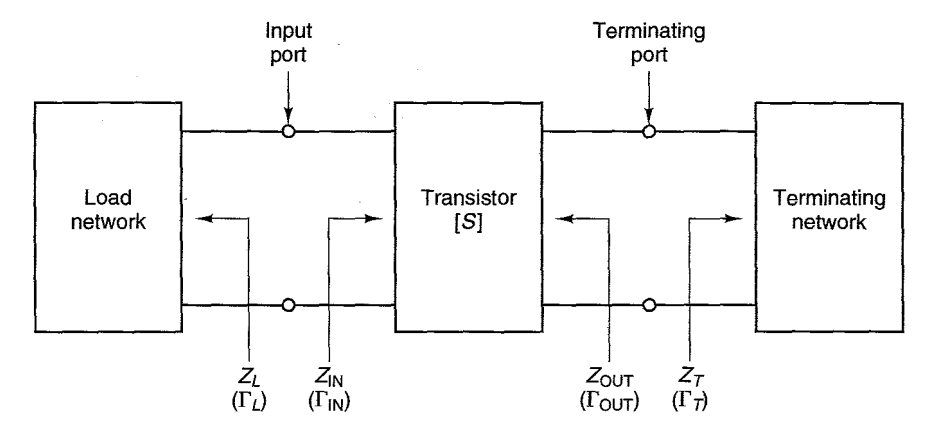 Input
port
Terminating
port
Load
network
Transistor
[S]
Terminating
network
Z_L
(Γ_L)
Z_IN
(Γ_IN)
Z_OUT
(Γ_OUT)
Z_T
(Γ_T)